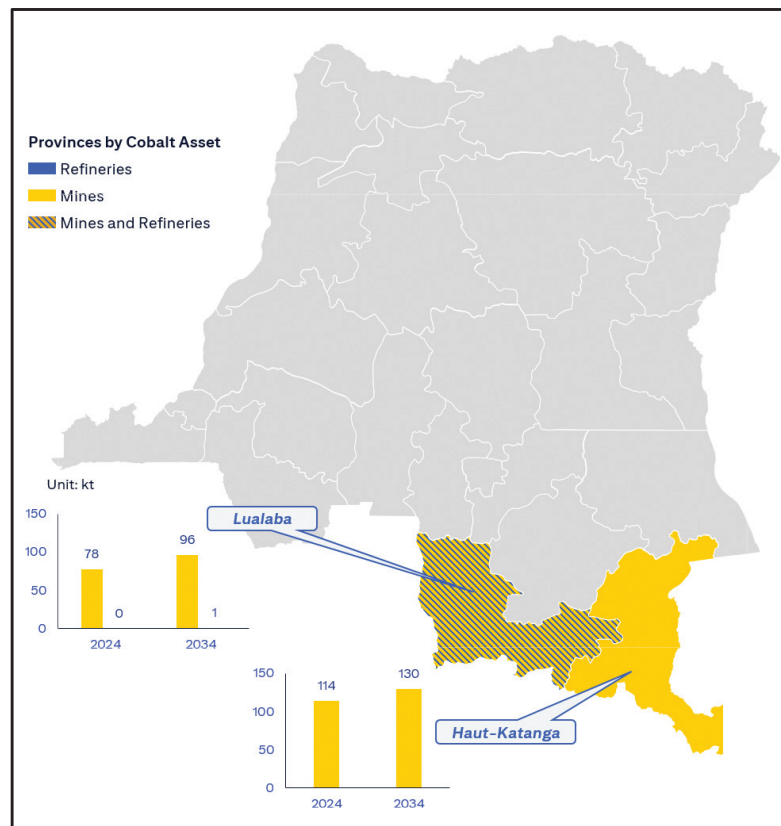 Provinces by Cobalt Asset
Refineries
Mines
Mines and Refineries
Unit: kt
150
100
50
0
78
0
96
1
2024
2034
Lualaba
150
100
50
0
114
130
2024
2034
Haut-Katanga